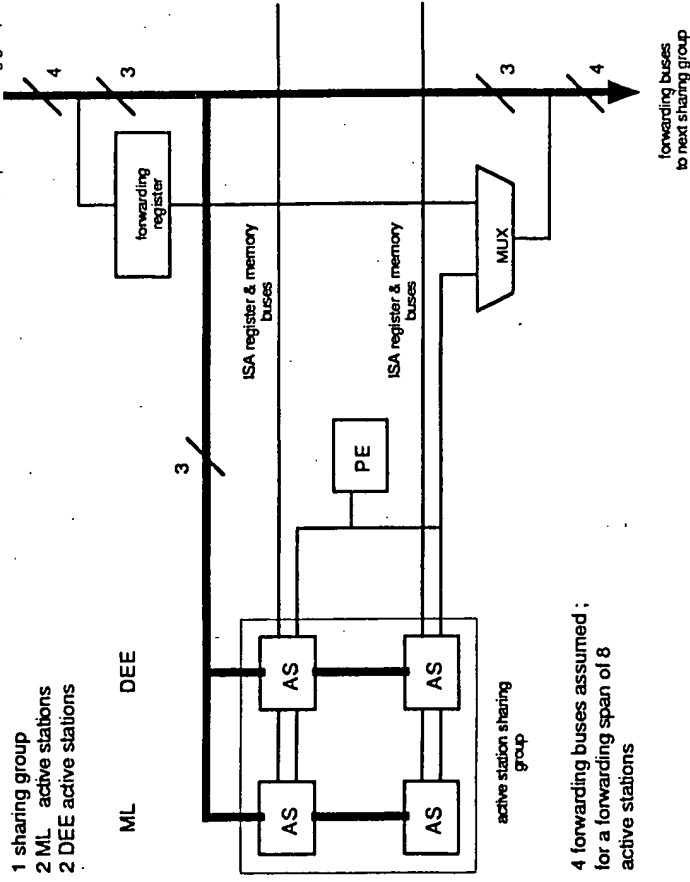 1 sharing group
2 ML active stations
2 DEE active stations
ML
DEE
3
4
3
forwarding
register
ISA register & memory
buses
ISA register & memory
buses
PE
AS
AS
AS
AS
MUX
3
4
active station sharing
group
4 forwarding buses assumed ;
for a forwarding span of 8
active stations
forwarding buses
to next sharing group